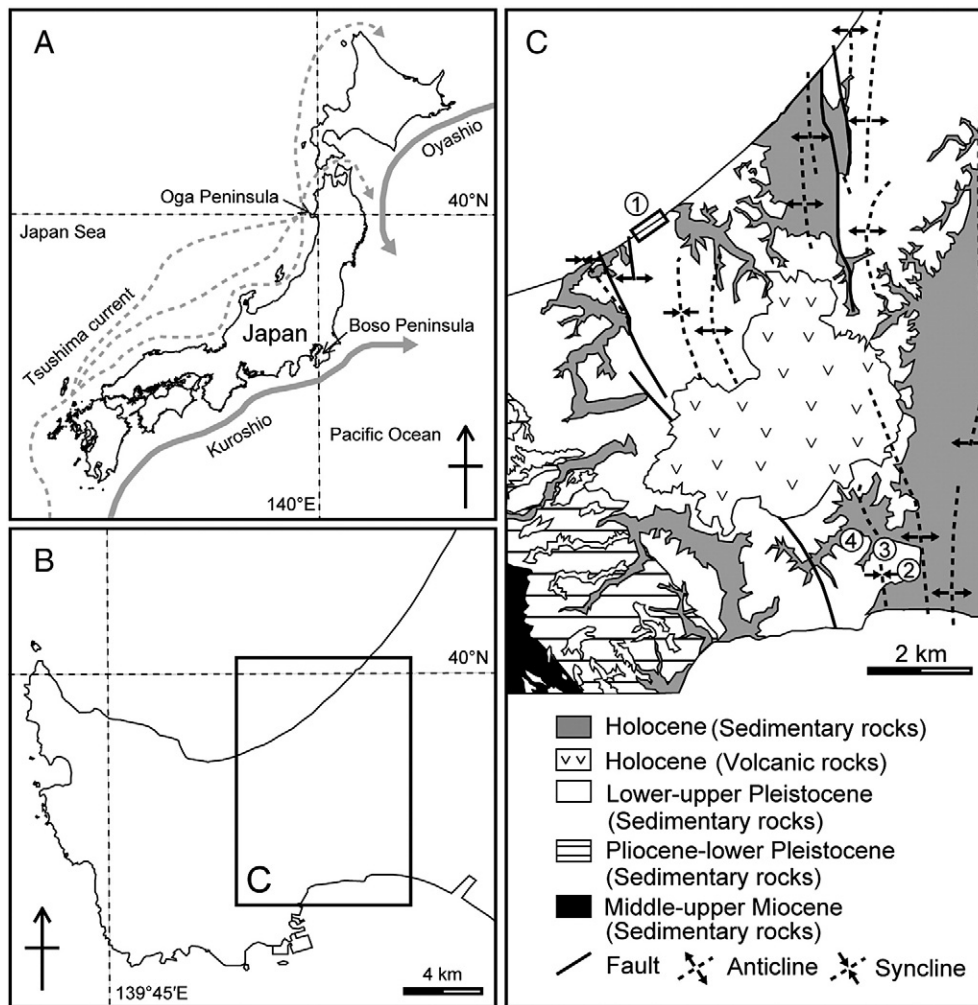 A
Oyashio
Oga Peninsula
40°N
Japan Sea
Tsushima current
Japan
Boso Peninsula
Kuroshio
Pacific Ocean
140°E
B
40°N
C
139°45′E
4 km
C
①
④
③
②
2 km
Holocene (Sedimentary rocks)
Holocene (Volcanic rocks)
Lower-upper Pleistocene
(Sedimentary rocks)
Pliocene-lower Pleistocene
(Sedimentary rocks)
Middle-upper Miocene
(Sedimentary rocks)
Fault Anticline Syncline